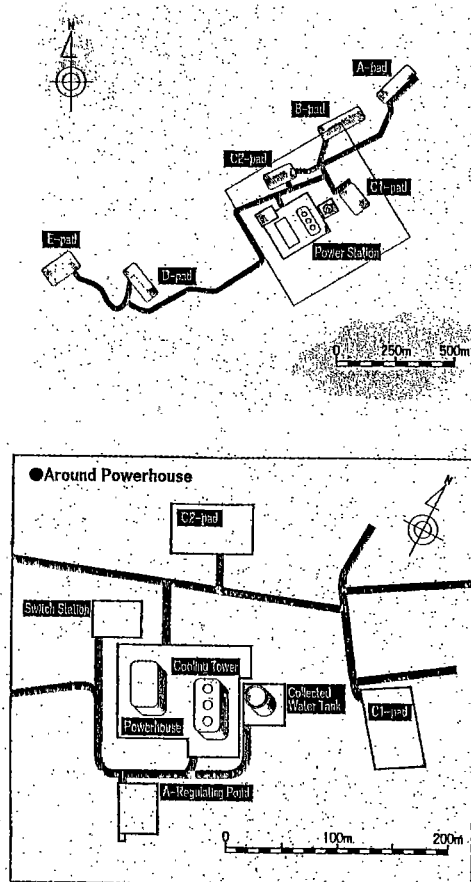 N
A-pad
B-pad
C2-pad
C1-pad
E-pad
D-pad
Power Station
0 250m 500m
●Around Powerhouse
N
C2-pad
Switch Station
Cooling Tower
Powerhouse
Collected
Water Tank
C1-pad
A-Regulating Pond
0 100m 200m